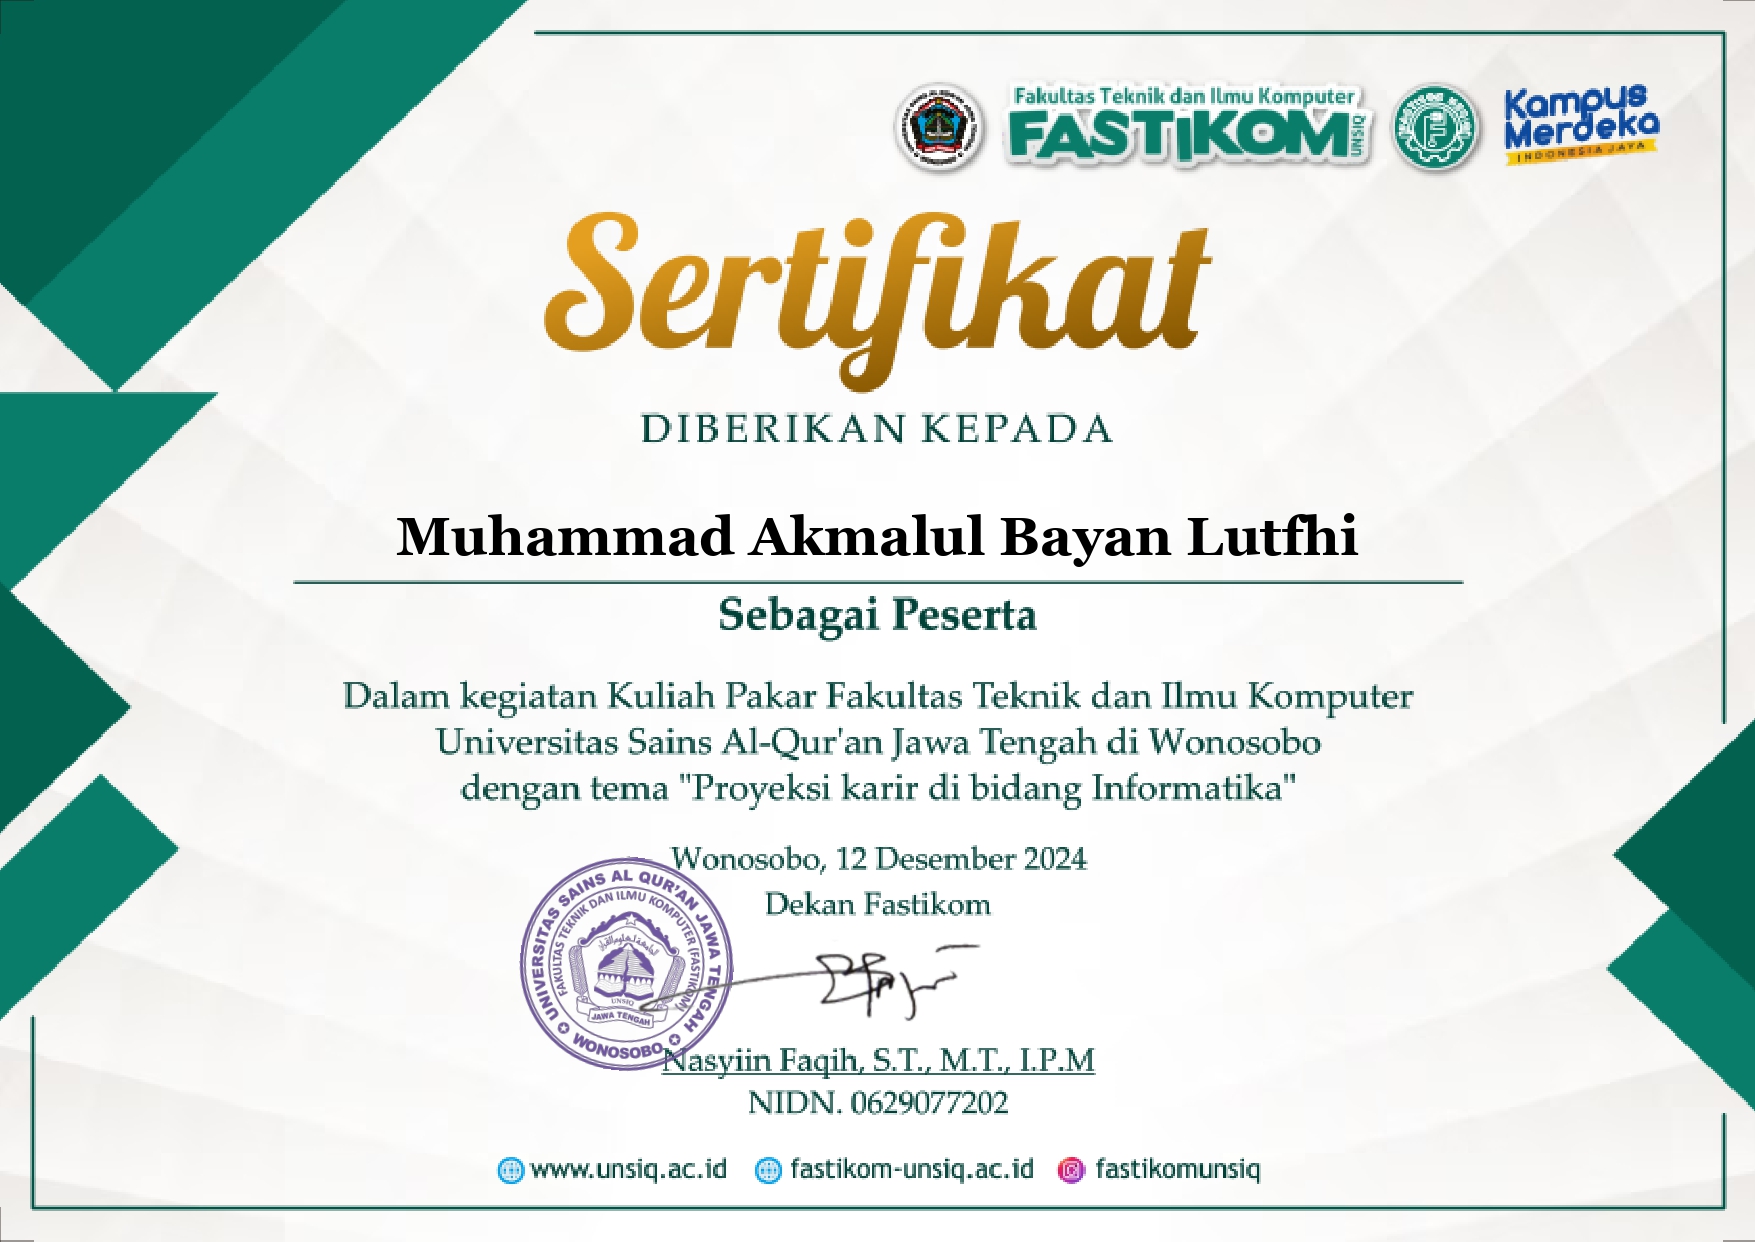 Fakultas Teknik dan Ilmu Komputer
FASTIKOM
UNSIQ
Kampus
Merdeka
INDONESIA JAYA
Sertifikat
DIBERIKAN KEPADA
Muhammad Akmalul Bayan Lutfhi
Sebagai Peserta
Dalam kegiatan Kuliah Pakar Fakultas Teknik dan Ilmu Komputer
Universitas Sains Al-Qur'an Jawa Tengah di Wonosobo
dengan tema "Proyeksi karir di bidang Informatika"
Wonosobo, 12 Desember 2024
Dekan Fastikom
UNIVERSITAS SAINS AL QUR'AN JAWA TENGAH
WONOSOBO
FAKULTAS TEKNIK DAN ILMU KOMPUTER (FASTIKOM)
UNSIQ
JAWA TENGAH
Nasyiin Faqih, S.T., M.T., I.P.M
NIDN. 0629077202
www.unsiq.ac.id fastikom-unsiq.ac.id fastikomunsiq